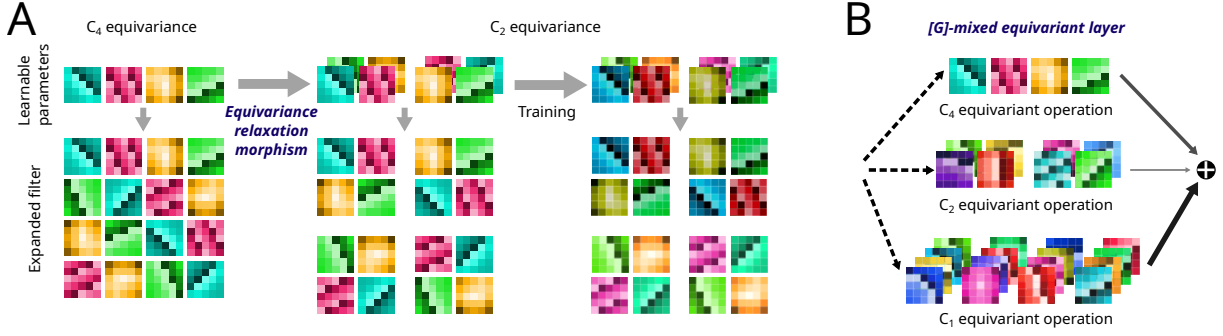 A
C4 equivariance
C2 equivariance
Learnable
parameters
Equivariance
relaxation
morphism
Training
Expanded filter
B
[G]-mixed equivariant layer
C4 equivariant operation
C2 equivariant operation
C1 equivariant operation